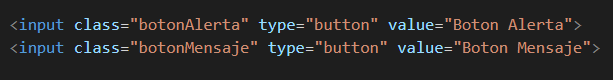 <input class="botonAlerta" type="button" value="Boton Alerta">
<input class="botonMensaje" type="button" value="Boton Mensaje">